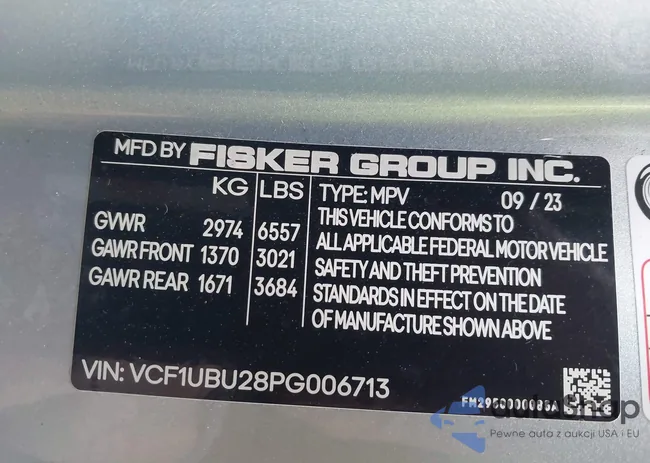 MFD BY FISKER GROUP INC.
KG LBS
GVWR 2974 6557
GAWR FRONT 1370 3021
GAWR REAR 1671 3684
TYPE: MPV 09 / 23
THIS VEHICLE CONFORMS TO
ALL APPLICABLE FEDERAL MOTOR VEHICLE
SAFETY AND THEFT PREVENTION
STANDARDS IN EFFECT ON THE DATE
OF MANUFACTURE SHOWN ABOVE
VIN: VCF1UBU28PG006713
autoShop
Pewne auta z aukcji USA i EU